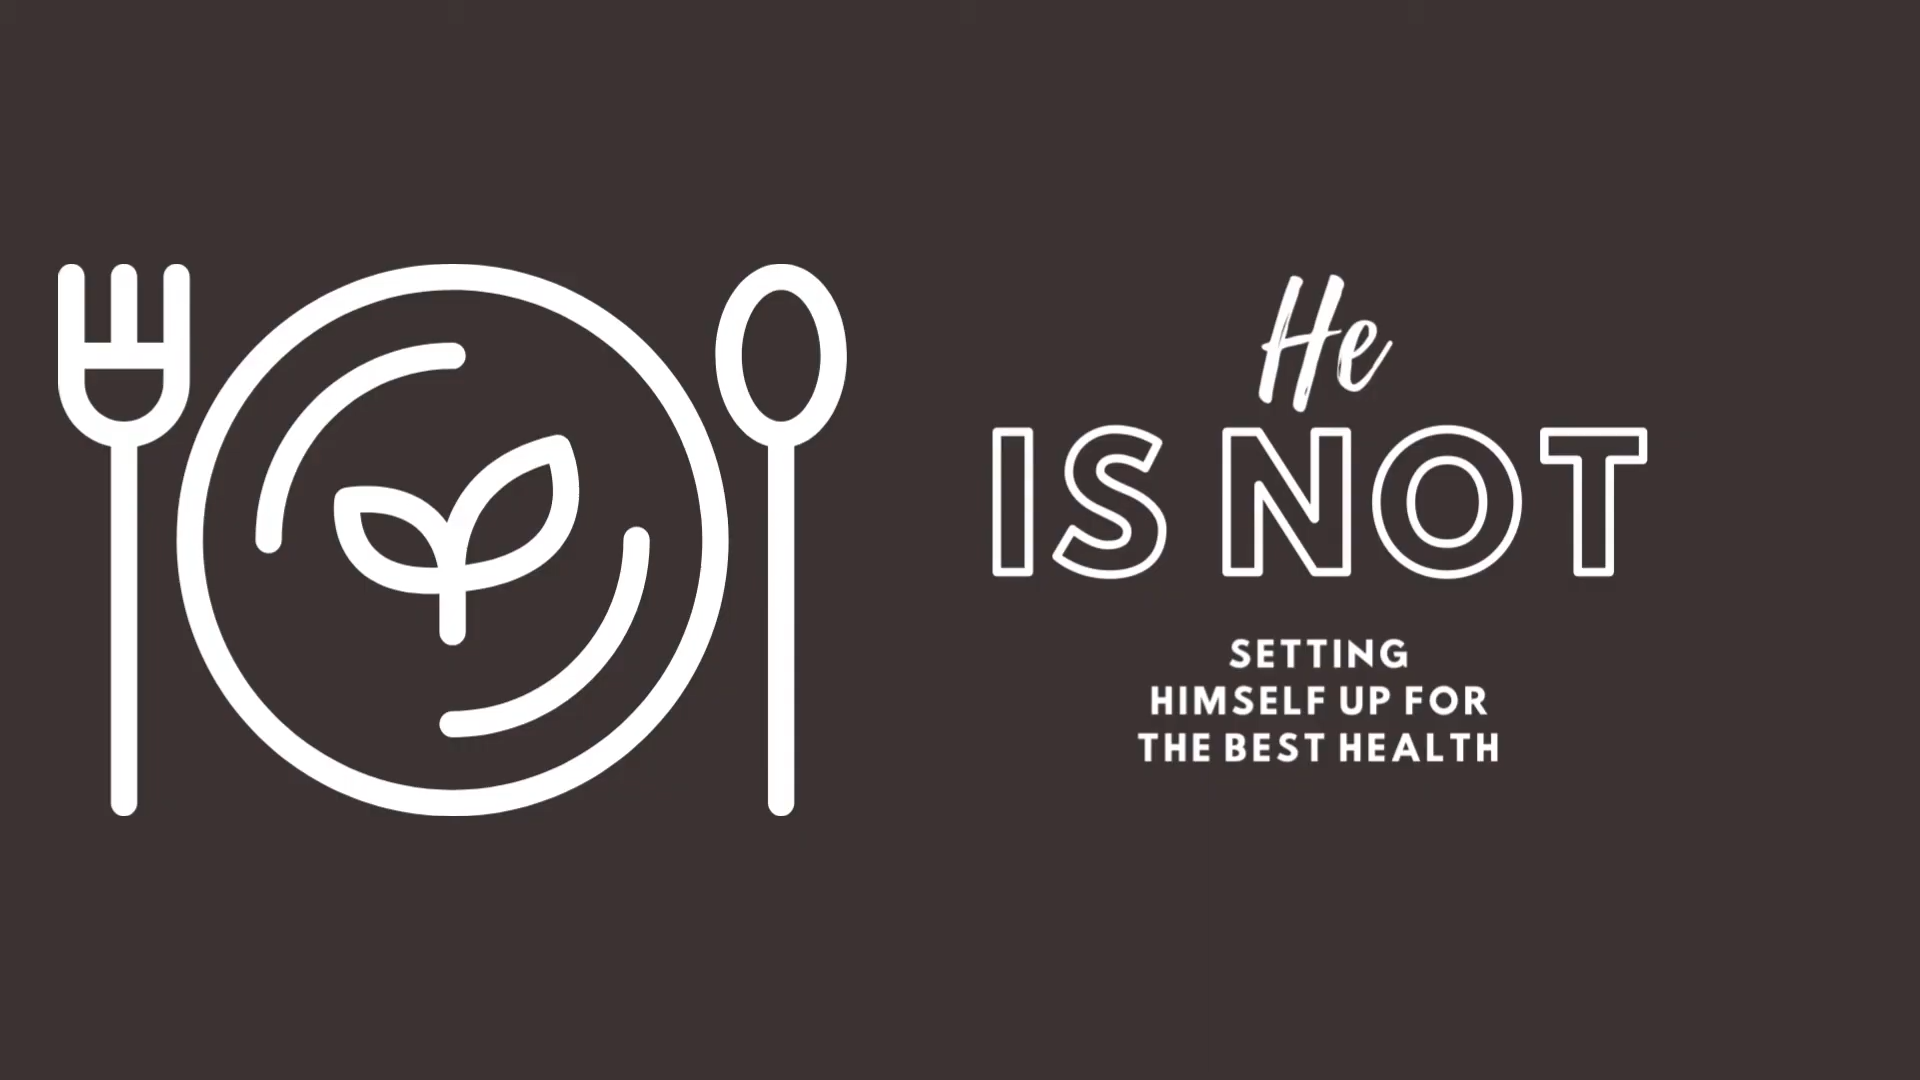 He
IS NOT
SETTING
HIMSELF UP FOR
THE BEST HEALTH